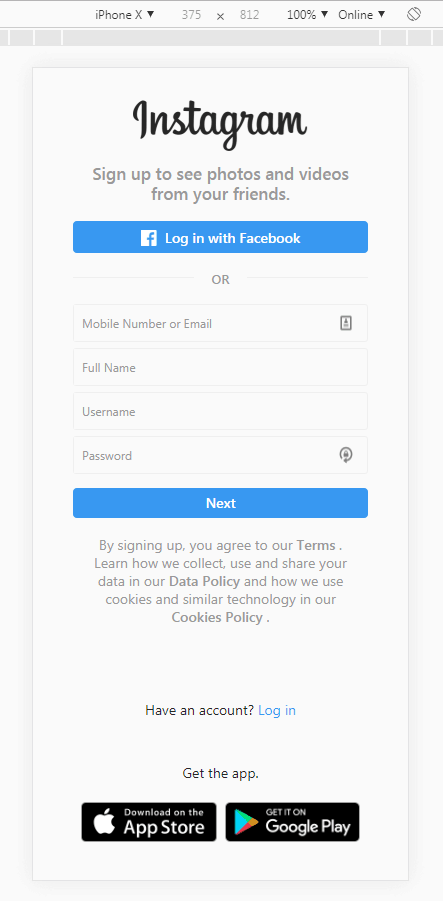 iPhone X ▼ 375 × 812 100% ▼ Online ▼
Instagram
Sign up to see photos and videos
from your friends.
Log in with Facebook
OR
Mobile Number or Email
Full Name
Username
Password
Next
By signing up, you agree to our Terms .
Learn how we collect, use and share your
data in our Data Policy and how we use
cookies and similar technology in our
Cookies Policy .
Have an account? Log in
Get the app.
Download on the
App Store
GET IT ON
Google Play